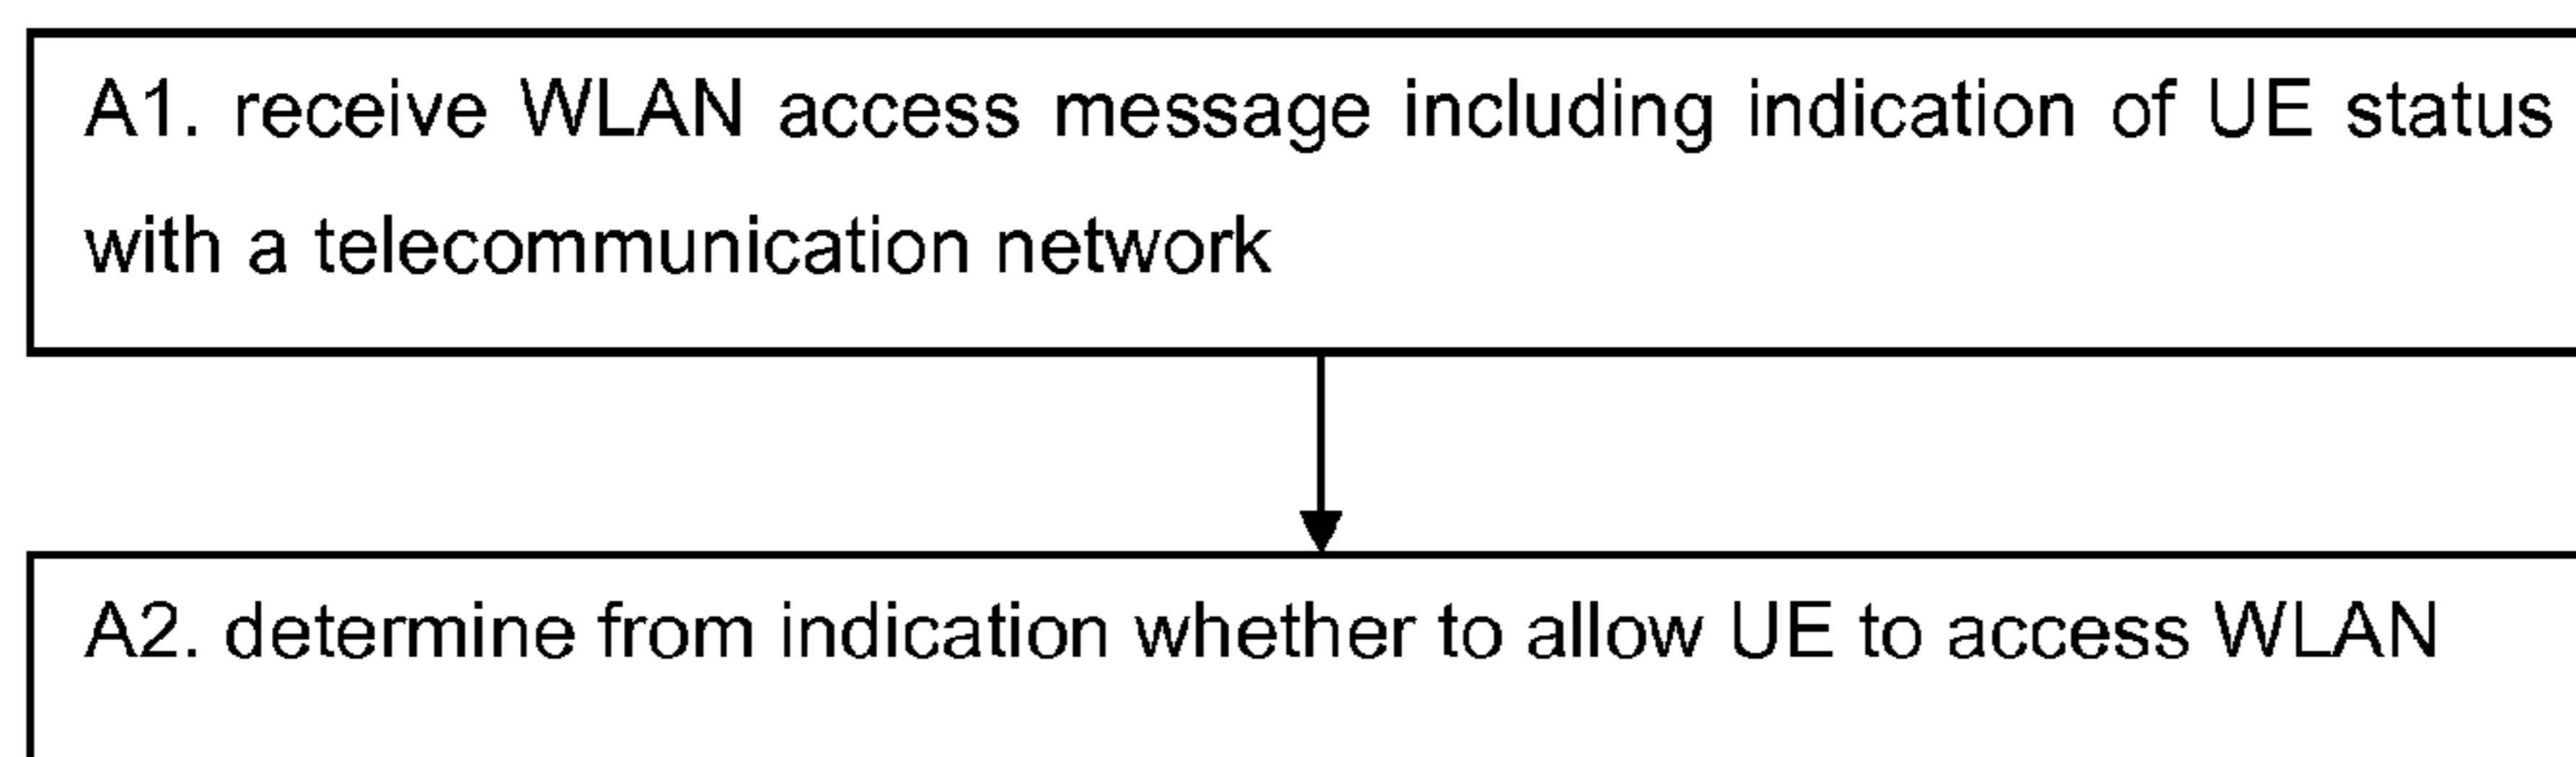 A1. receive WLAN access message including indication of UE status
with a telecommunication network
A2. determine from indication whether to allow UE to access WLAN